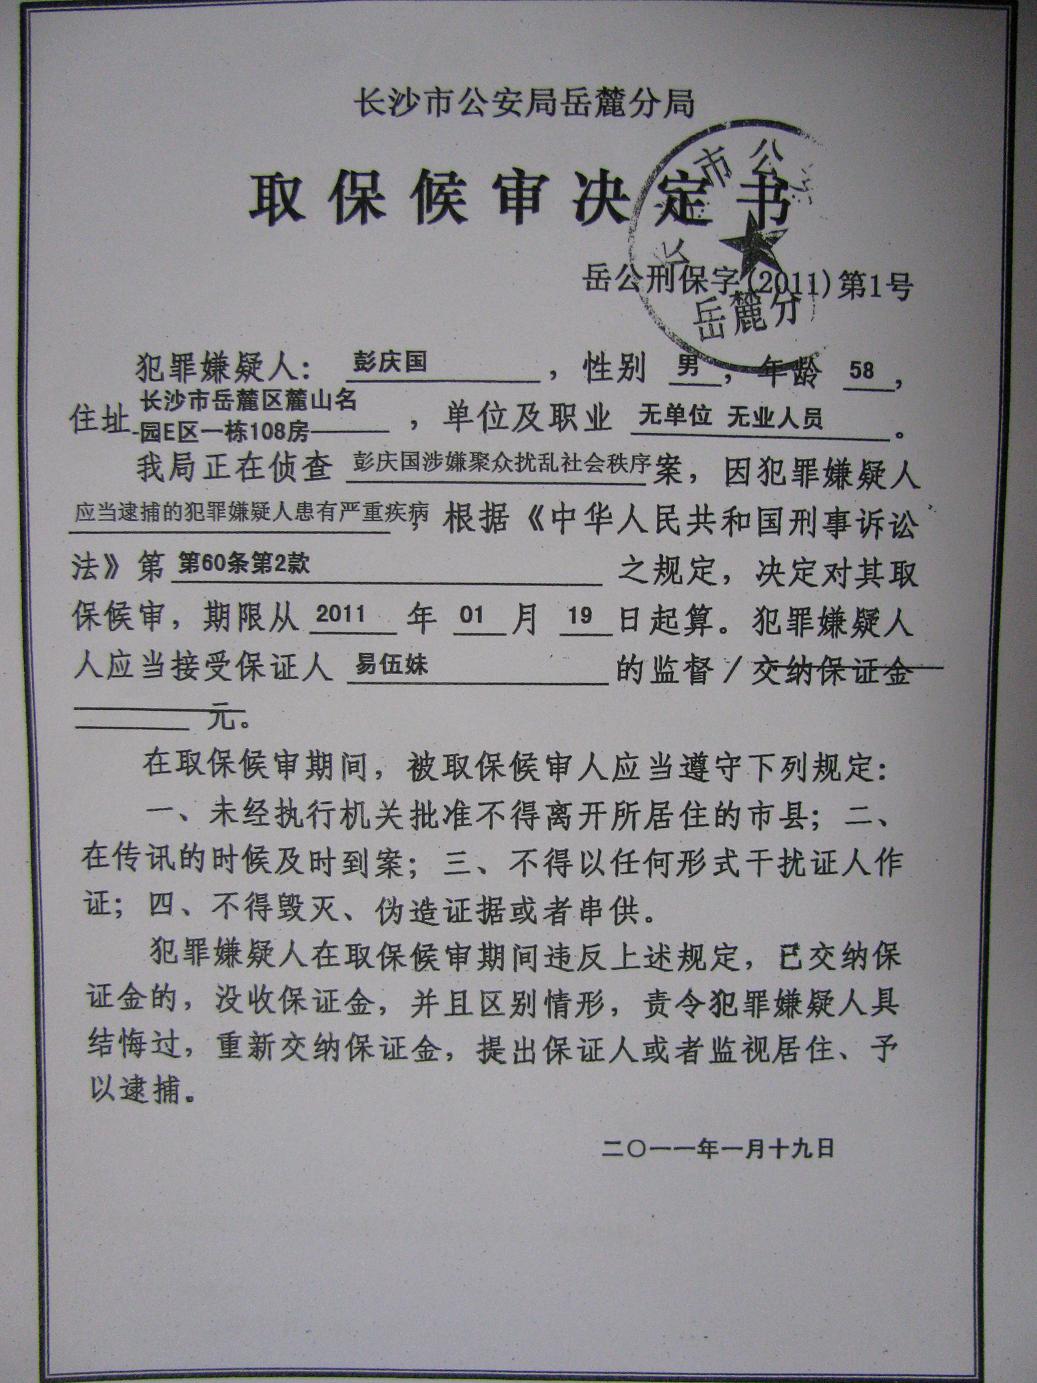 长沙市公安局岳麓分局
取保候审决定书
岳公刑保字(2011)第1号
市公
岳麓分
犯罪嫌疑人: 彭庆国 , 性别 男 , 年龄 58 ,
住址 长沙市岳麓区麓山名园E区一栋108房 , 单位及职业 无单位 无业人员 。
我局正在侦查 彭庆国涉嫌聚众扰乱社会秩序案, 因犯罪嫌疑人
应当逮捕的犯罪嫌疑人患有严重疾病, 根据《中华人民共和国刑事诉讼
法》第 第60条第2款 之规定, 决定对其取
保候审, 期限从 2011 年 01 月 19 日起算。犯罪嫌疑人
人应当接受保证人 易伍妹 的监督/交纳保证金
元。
在取保候审期间, 被取保候审人应当遵守下列规定:
一、未经执行机关批准不得离开所居住的市县; 二、
在传讯的时候及时到案; 三、不得以任何形式干扰证人作
证; 四、不得毁灭、伪造证据或者串供。
犯罪嫌疑人在取保候审期间违反上述规定, 已交纳保
证金的, 没收保证金, 并且区别情形, 责令犯罪嫌疑人具
结悔过, 重新交纳保证金, 提出保证人或者监视居住、予
以逮捕。
二〇一一年一月十九日